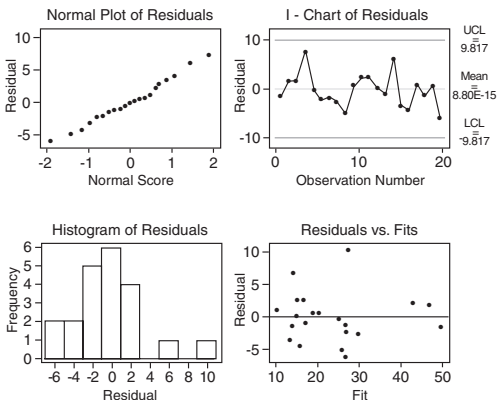 Normal Plot of Residuals
10
5
0
-5
Residual
-2 -1 0 1 2
Normal Score
I - Chart of Residuals
10
0
-10
Residual
0 10 20
Observation Number
UCL
=
9.817
Mean
=
8.80E-15
LCL
=
-9.817
Histogram of Residuals
6
5
4
3
2
1
0
Frequency
-6 -4 -2 0 2 4 6 8 10
Residual
Residuals vs. Fits
10
5
0
-5
Residual
10 20 30 40 50
Fit